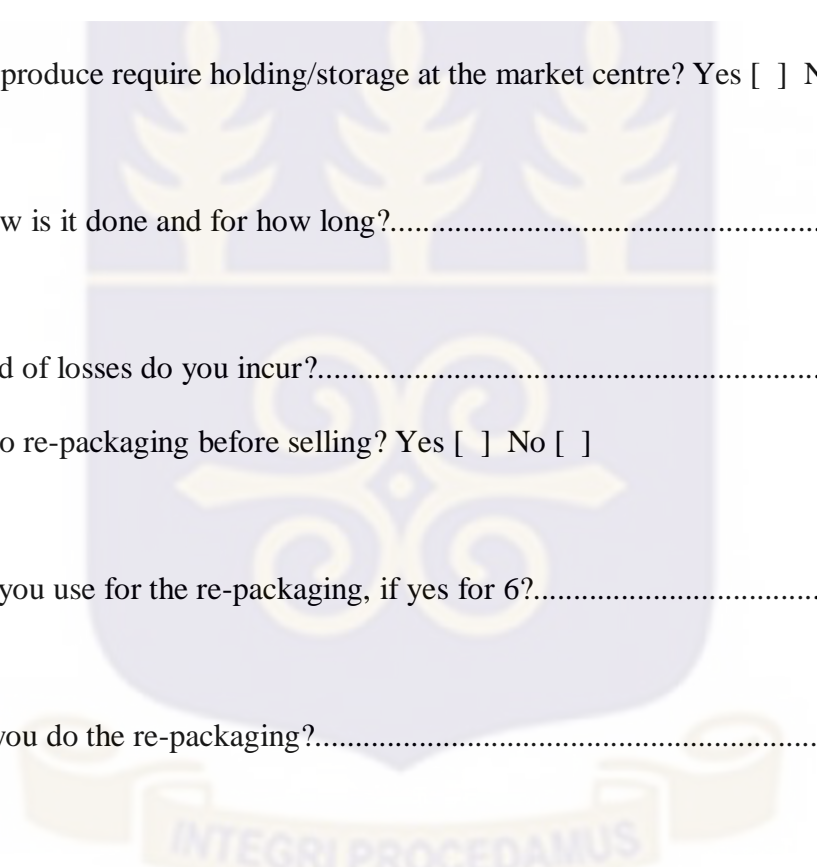 produce require holding/storage at the market centre? Yes [ ] N
w is it done and for how long?..............................................................
d of losses do you incur?........................................................................
o re-packaging before selling? Yes [ ] No [ ]
you use for the re-packaging, if yes for 6?.........................................
you do the re-packaging?........................................................................
INTEGRI PROCEDAMUS